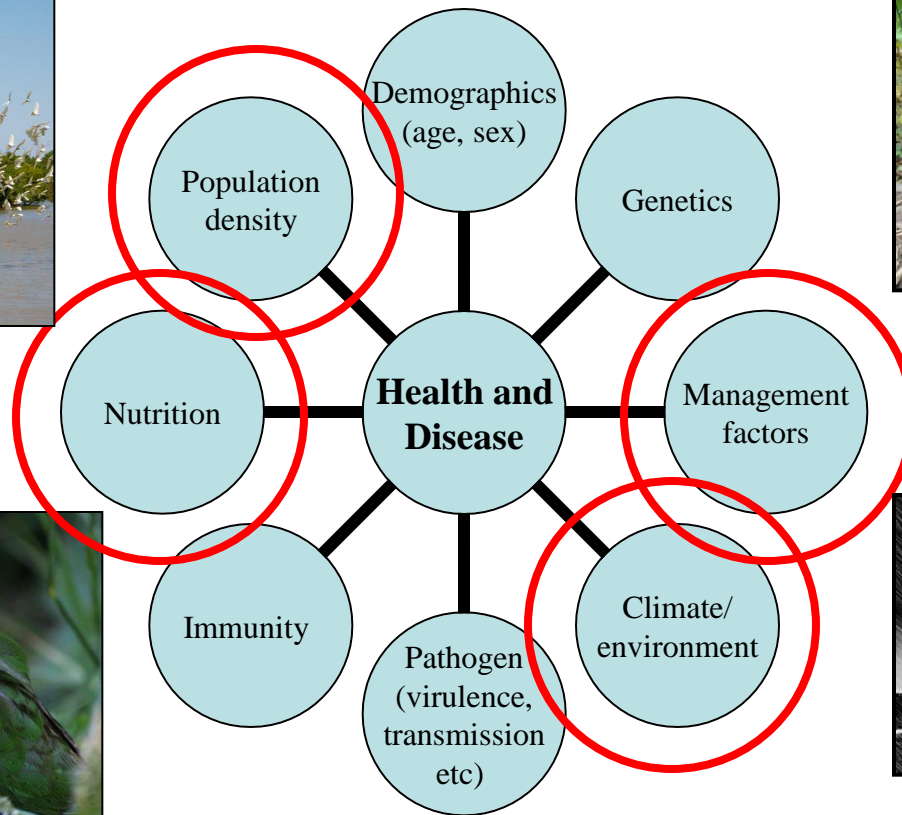 Demographics
(age, sex)
Population
density
Genetics
Health and
Disease
Nutrition
Management
factors
Immunity
Climate/
environment
Pathogen
(virulence,
transmission
etc)